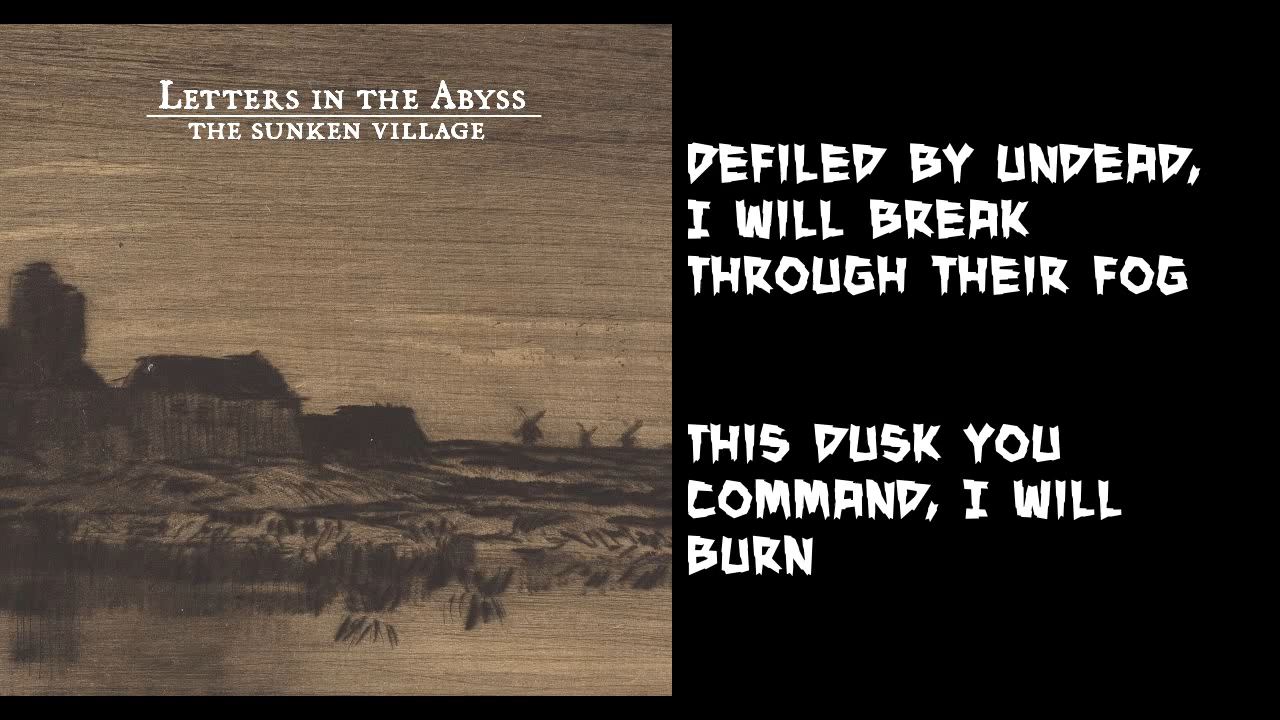 Letters in the Abyss
the sunken village
DEFILED BY UNDEAD,
I WILL BREAK
THROUGH THEIR FOG
THIS DUSK YOU
COMMAND, I WILL
BURN